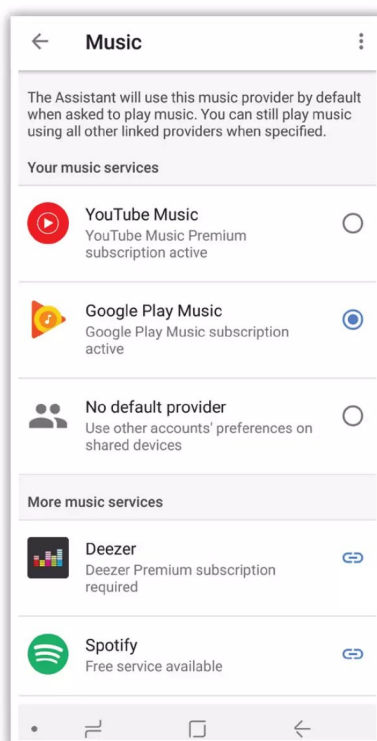 Music
The Assistant will use this music provider by default
when asked to play music. You can still play music
using all other linked providers when specified.
Your music services
YouTube Music
YouTube Music Premium
subscription active
Google Play Music
Google Play Music subscription
active
No default provider
Use other accounts' preferences on
shared devices
More music services
Deezer
Deezer Premium subscription
required
Spotify
Free service available